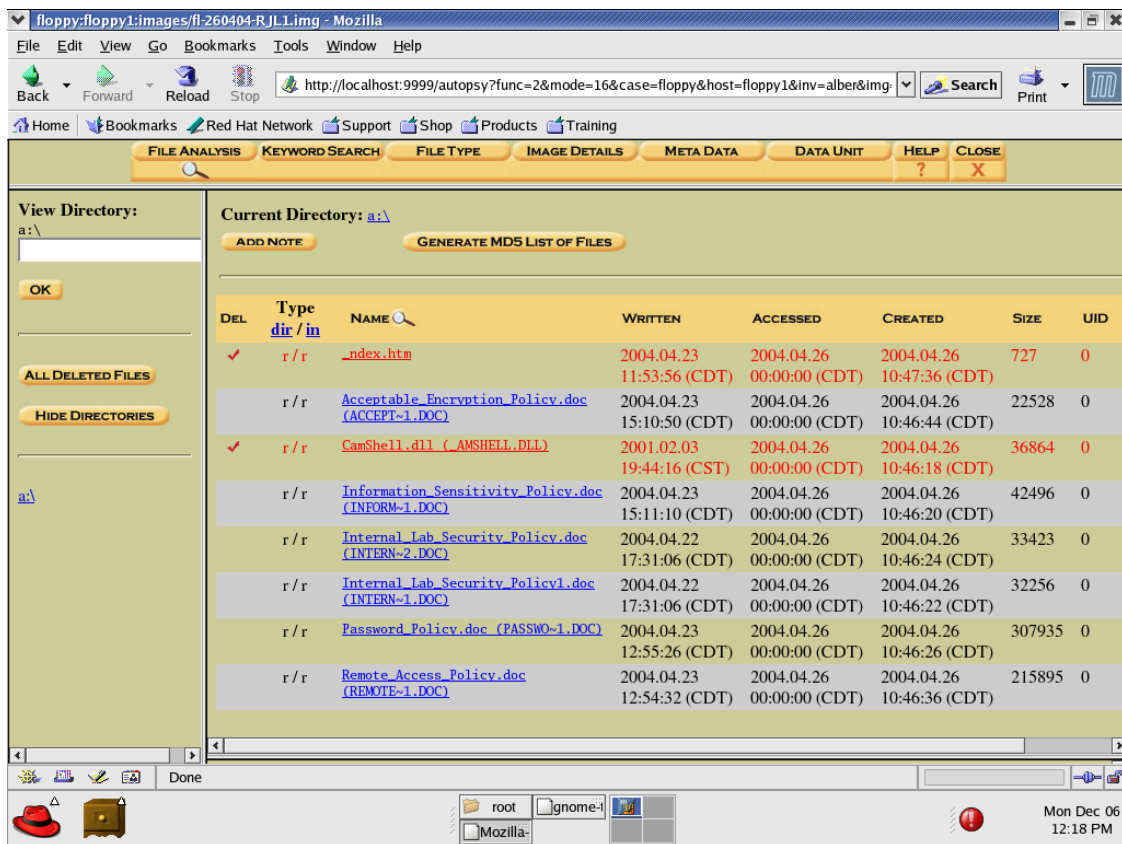 floppy:floppy1:images/fl-260404-RJL1.img - Mozilla
File Edit View Go Bookmarks Tools Window Help
Back Forward Reload Stop http://localhost:9999/autopsy?func=2&mode=16&case=floppy&host=floppy1&inv=alber&img Search Print
Home Bookmarks Red Hat Network Support Shop Products Training
FILE ANALYSIS KEYWORD SEARCH FILE TYPE IMAGE DETAILS META DATA DATA UNIT HELP CLOSE
? X
View Directory:
a:\
OK
ALL DELETED FILES
HIDE DIRECTORIES
a:\
Current Directory: a:\
ADD NOTE GENERATE MD5 LIST OF FILES
DEL Type dir / in NAME WRITTEN ACCESSED CREATED SIZE UID
r / r _ndex.htm 2004.04.23 2004.04.26 2004.04.26 727 0
11:53:56 (CDT) 00:00:00 (CDT) 10:47:36 (CDT)
r / r Acceptable_Encryption_Policy.doc 2004.04.23 2004.04.26 2004.04.26 22528 0
(ACCEPT~1.DOC) 15:10:50 (CDT) 00:00:00 (CDT) 10:46:44 (CDT)
r / r CamShell.dll (_AMSHELL.DLL) 2001.02.03 2004.04.26 2004.04.26 36864 0
19:44:16 (CST) 00:00:00 (CDT) 10:46:18 (CDT)
r / r Information_Sensitivity_Policy.doc 2004.04.23 2004.04.26 2004.04.26 42496 0
(INFORM~1.DOC) 15:11:10 (CDT) 00:00:00 (CDT) 10:46:20 (CDT)
r / r Internal_Lab_Security_Policy.doc 2004.04.22 2004.04.26 2004.04.26 33423 0
(INTERN~2.DOC) 17:31:06 (CDT) 00:00:00 (CDT) 10:46:24 (CDT)
r / r Internal_Lab_Security_Policy1.doc 2004.04.22 2004.04.26 2004.04.26 32256 0
(INTERN~1.DOC) 17:31:06 (CDT) 00:00:00 (CDT) 10:46:22 (CDT)
r / r Password_Policy.doc (PASSWO~1.DOC) 2004.04.23 2004.04.26 2004.04.26 307935 0
12:55:26 (CDT) 00:00:00 (CDT) 10:46:26 (CDT)
r / r Remote_Access_Policy.doc 2004.04.23 2004.04.26 2004.04.26 215895 0
(REMOTE~1.DOC) 12:54:32 (CDT) 00:00:00 (CDT) 10:46:36 (CDT)
Done
root gnome-t
Mozilla-
Mon Dec 06
12:18 PM